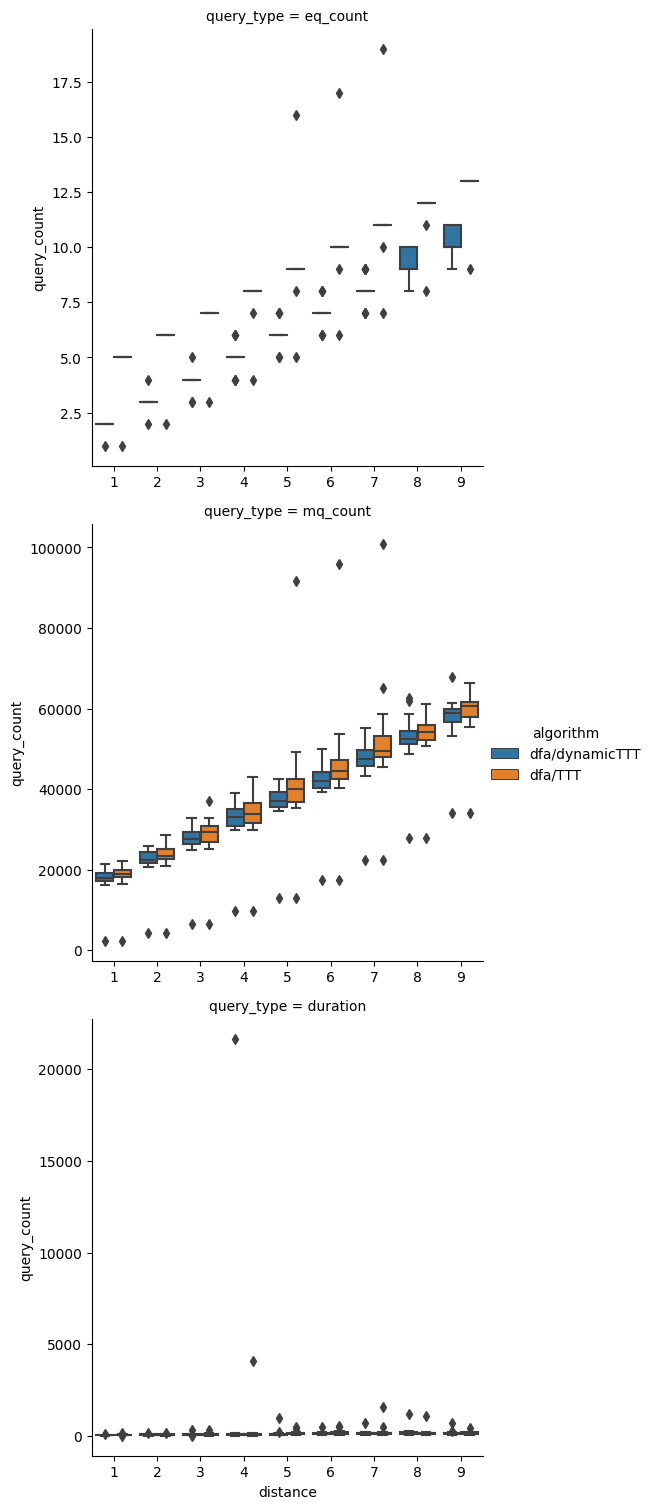 query_type = eq_count
17.5
15.0
12.5
10.0
7.5
5.0
2.5
query_count
1 2 3 4 5 6 7 8 9
query_type = mq_count
100000
80000
60000
40000
20000
0
query_count
1 2 3 4 5 6 7 8 9
algorithm
dfa/dynamicTTT
dfa/TTT
query_type = duration
20000
15000
10000
5000
0
query_count
1 2 3 4 5 6 7 8 9
distance